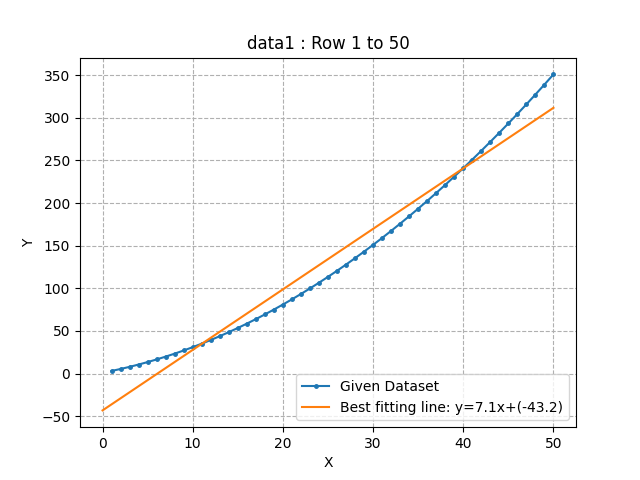 data1 : Row 1 to 50
350
300
250
200
150
100
50
0
−50
Y
0 10 20 30 40 50
X
Given Dataset
Best fitting line: y=7.1x+(-43.2)